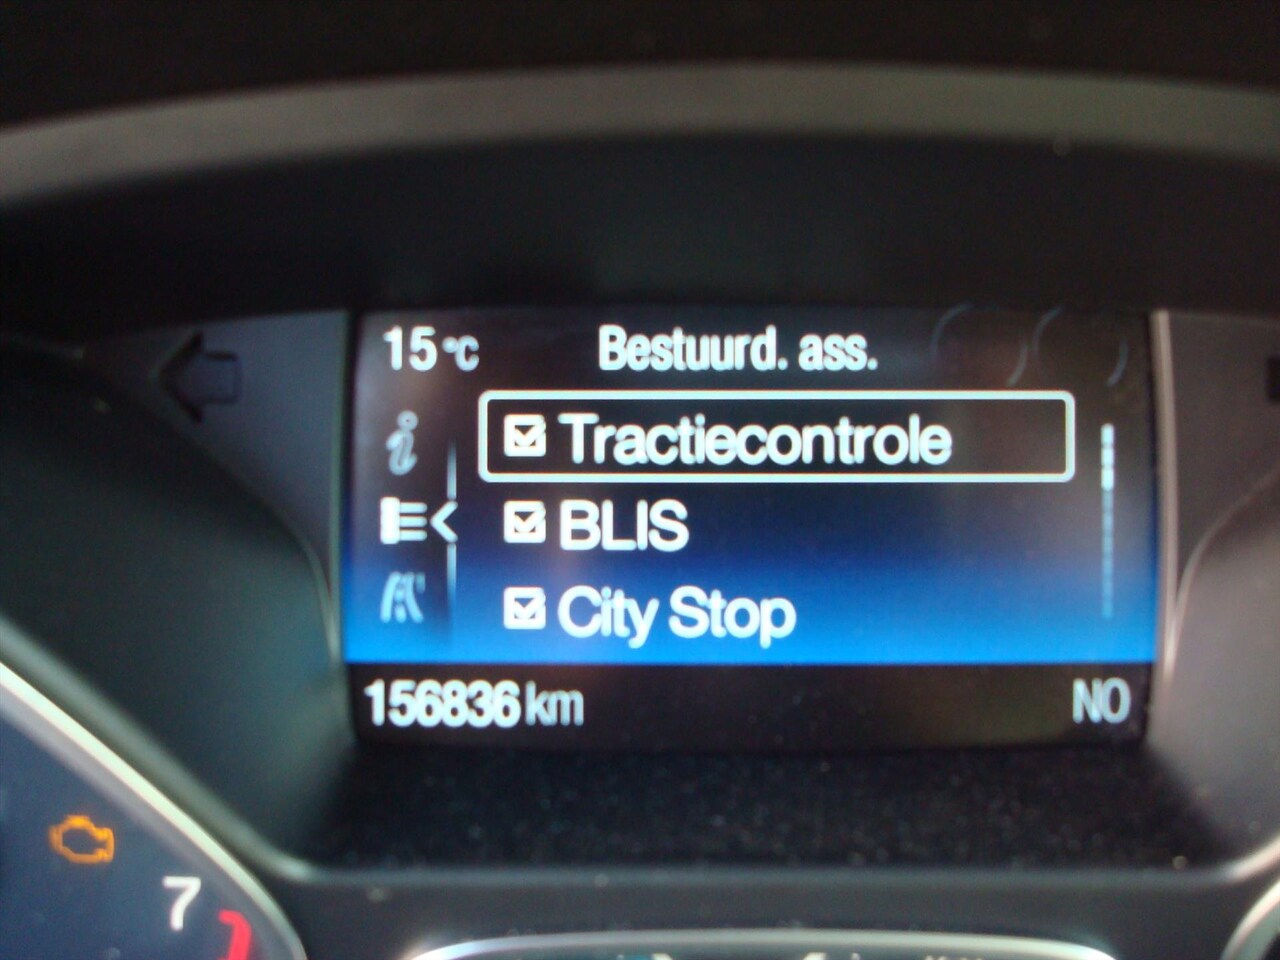 15 °C Bestuurd. ass.
Tractiecontrole
BLIS
City Stop
156836 km NO
7